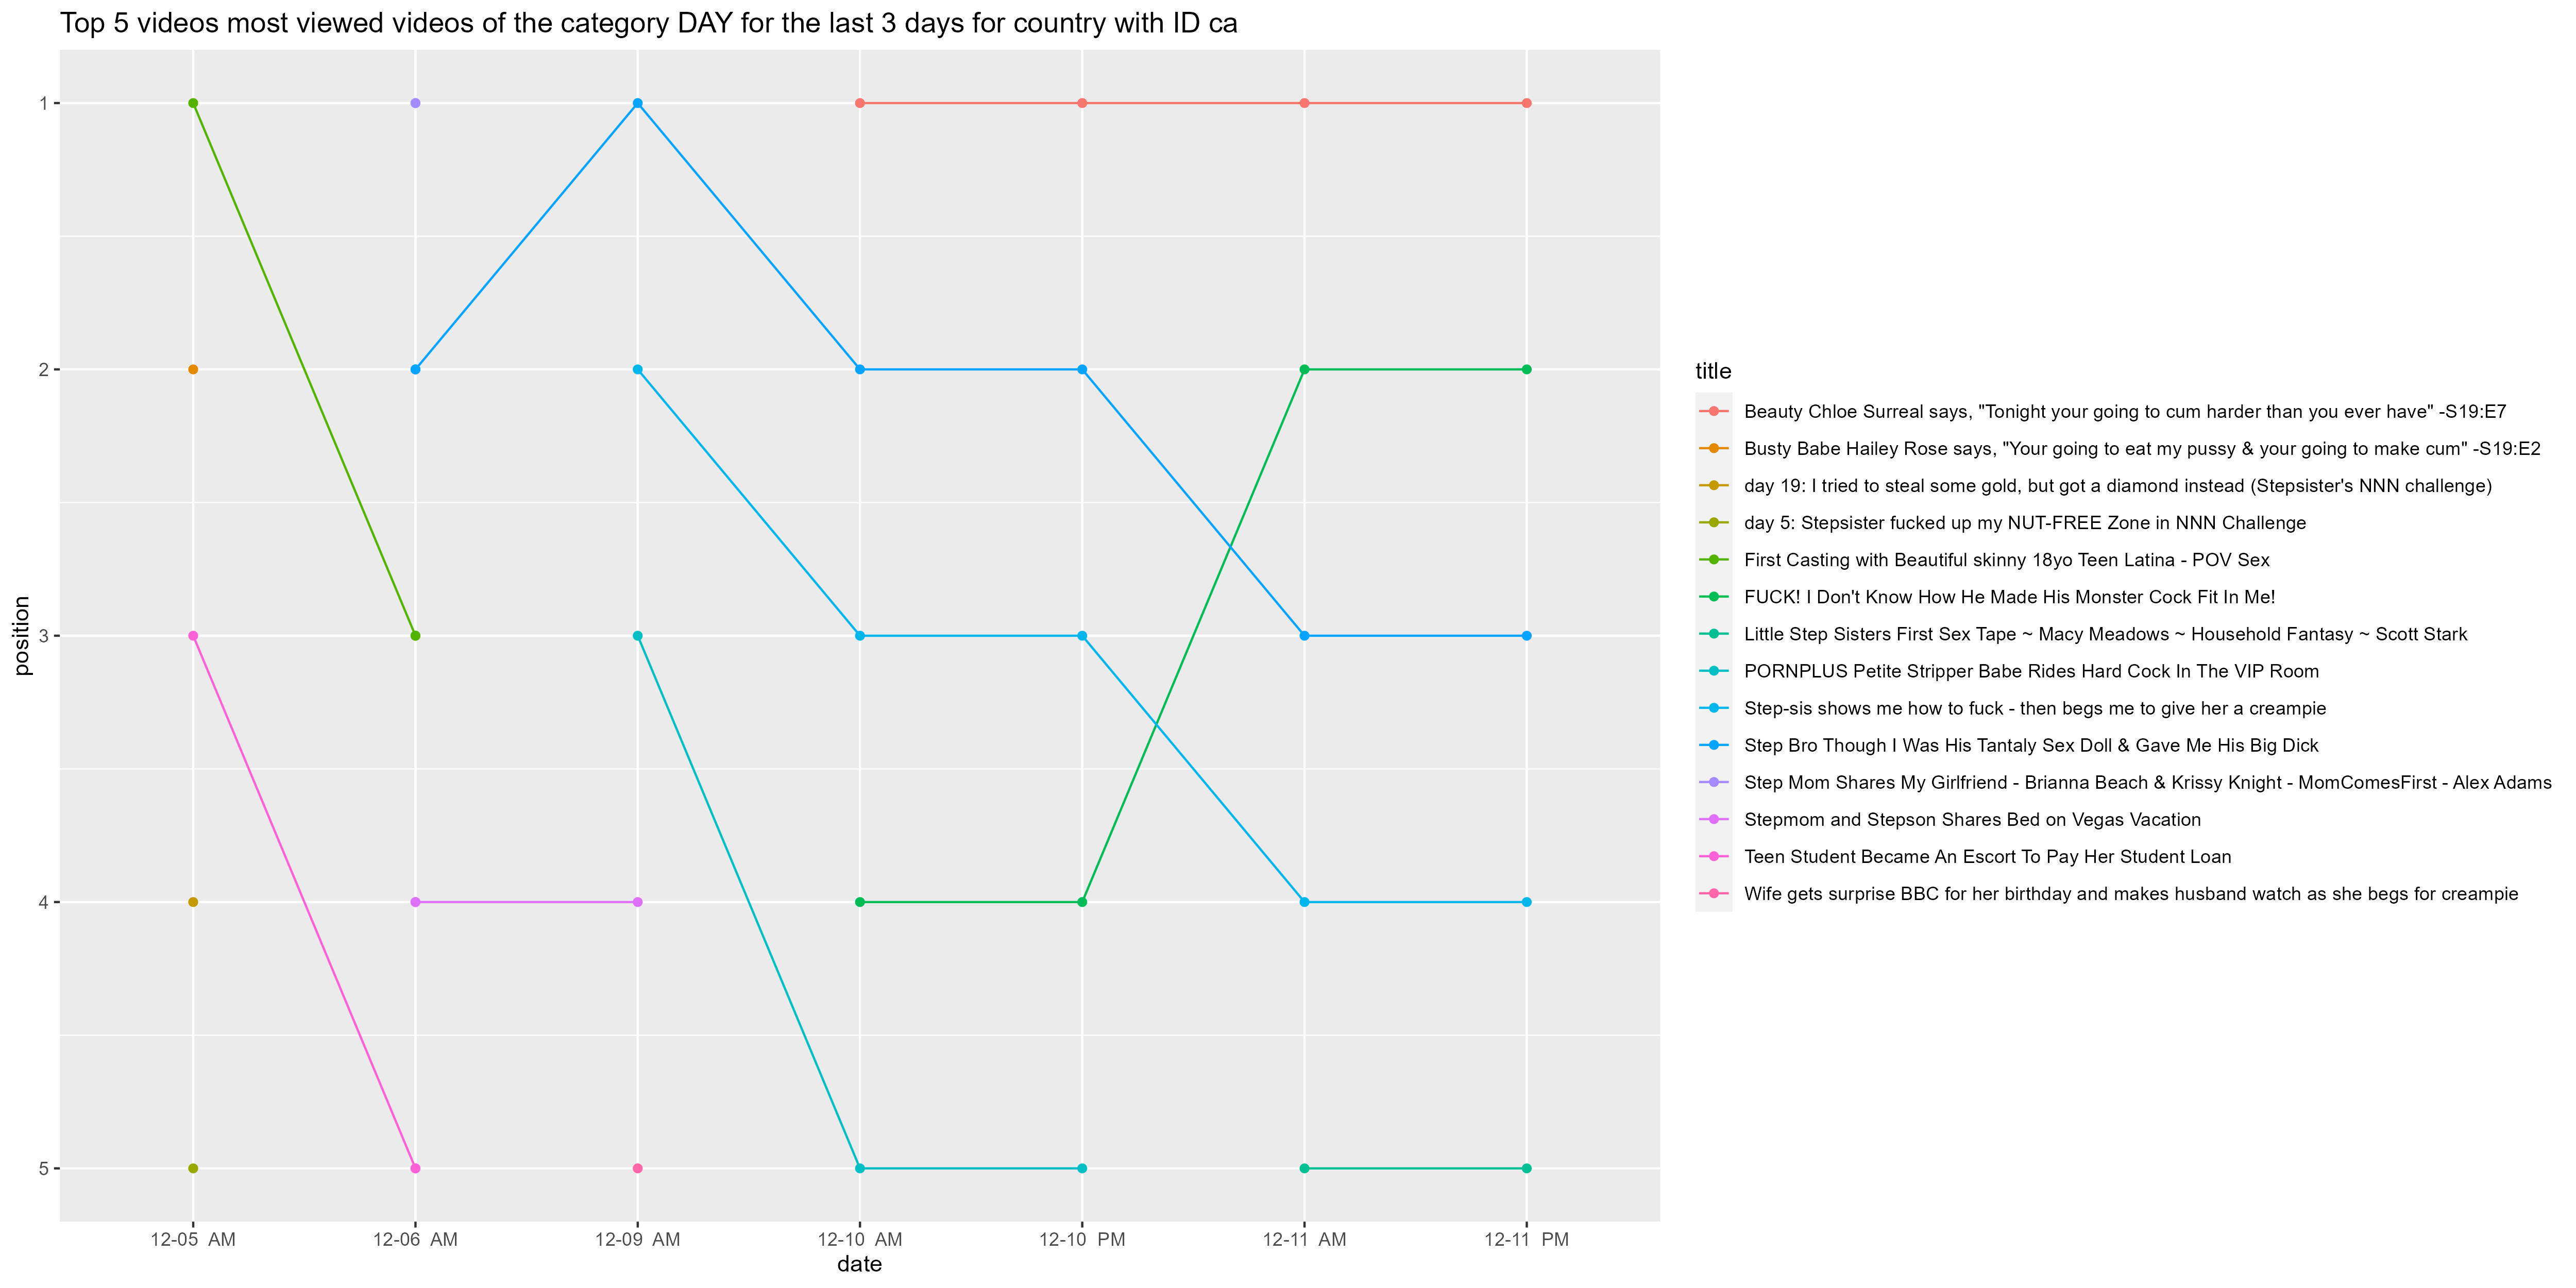 Top 5 videos most viewed videos of the category DAY for the last 3 days for country with ID ca
position
1
2
3
4
5
12-05 AM
12-06 AM
12-09 AM
12-10 AM
12-10 PM
12-11 AM
12-11 PM
date
title
Beauty Chloe Surreal says, "Tonight your going to cum harder than you ever have" -S19:E7
Busty Babe Hailey Rose says, "Your going to eat my pussy & your going to make cum" -S19:E2
day 19: I tried to steal some gold, but got a diamond instead (Stepsister's NNN challenge)
day 5: Stepsister fucked up my NUT-FREE Zone in NNN Challenge
First Casting with Beautiful skinny 18yo Teen Latina - POV Sex
FUCK! I Don't Know How He Made His Monster Cock Fit In Me!
Little Step Sisters First Sex Tape ~ Macy Meadows ~ Household Fantasy ~ Scott Stark
PORNPLUS Petite Stripper Babe Rides Hard Cock In The VIP Room
Step-sis shows me how to fuck - then begs me to give her a creampie
Step Bro Though I Was His Tantaly Sex Doll & Gave Me His Big Dick
Step Mom Shares My Girlfriend - Brianna Beach & Krissy Knight - MomComesFirst - Alex Adams
Stepmom and Stepson Shares Bed on Vegas Vacation
Teen Student Became An Escort To Pay Her Student Loan
Wife gets surprise BBC for her birthday and makes husband watch as she begs for creampie